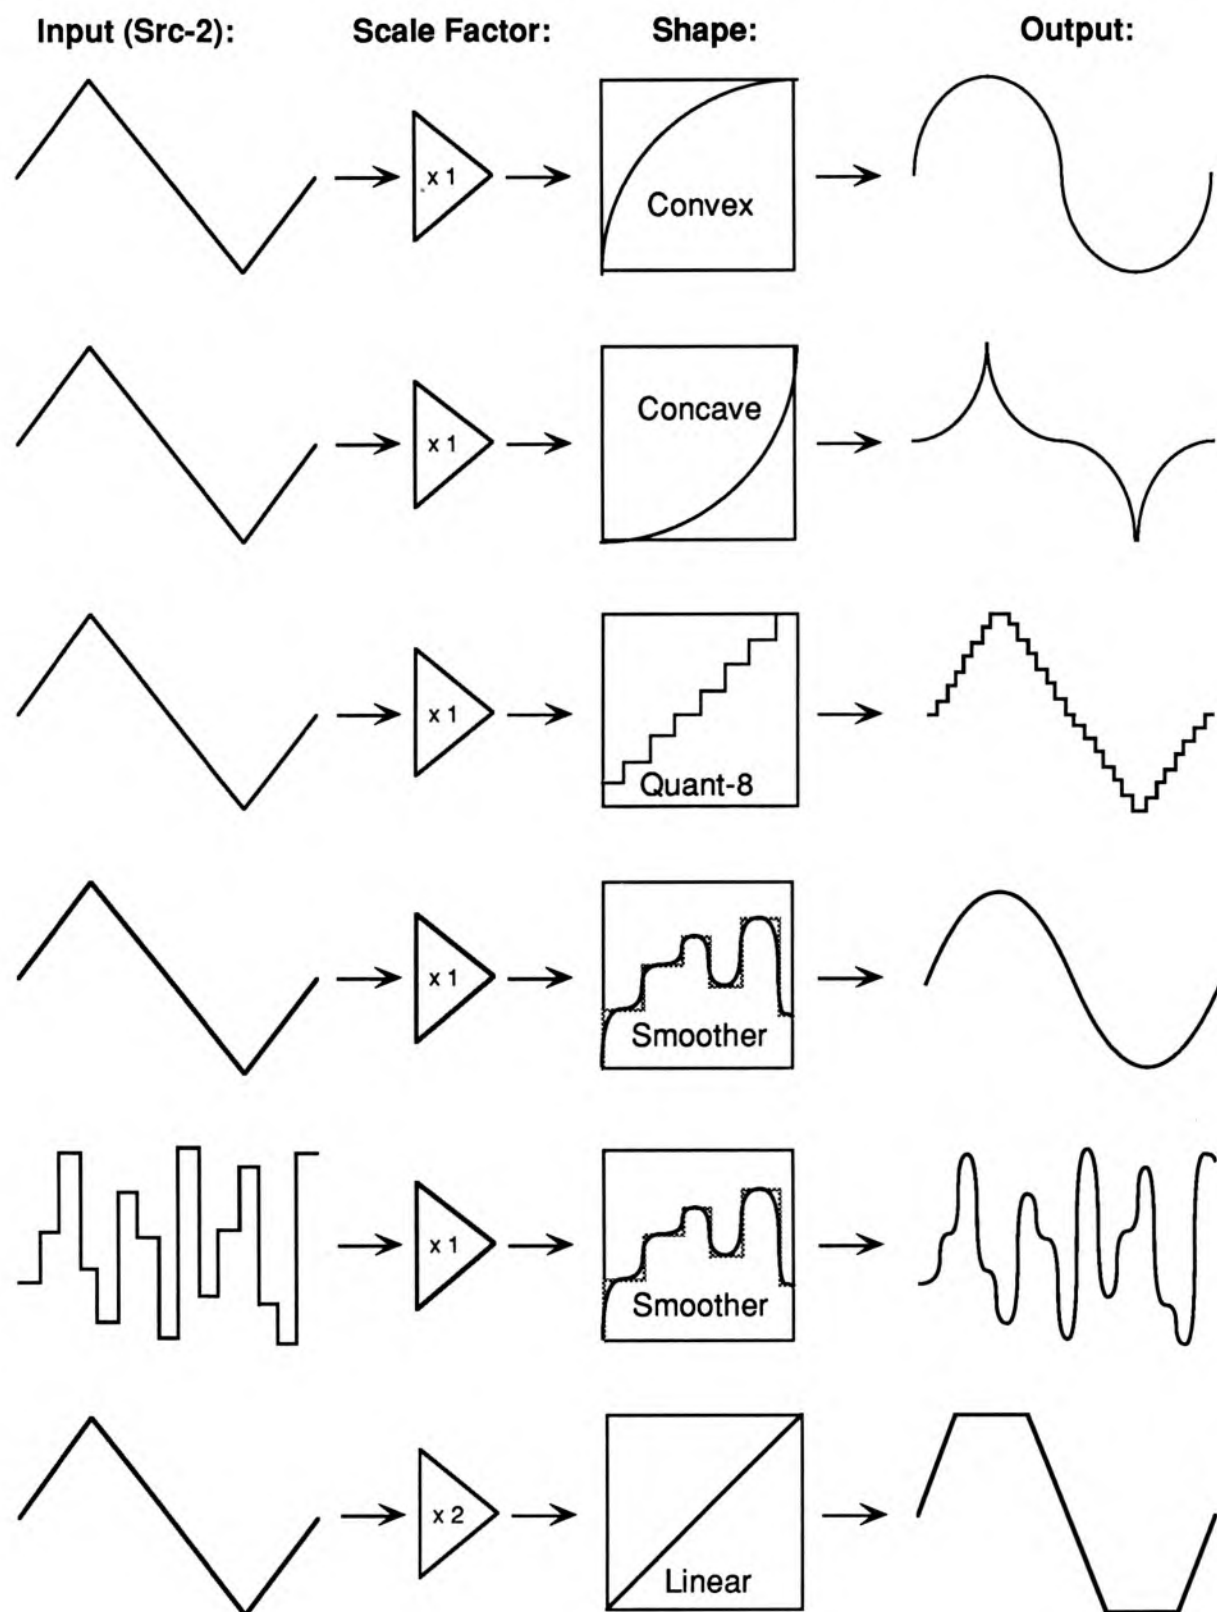 Input (Src-2): Scale Factor: Shape: Output:
x 1 Convex
x 1 Concave
x 1 Quant-8
x 1 Smoother
x 1 Smoother
x 2 Linear